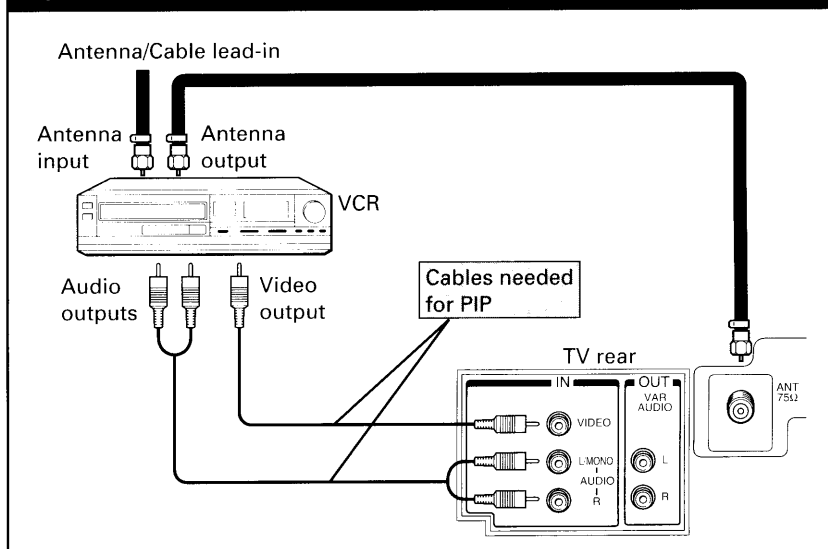 Antenna/Cable lead-in
Antenna
input
Antenna
output
VCR
Audio
outputs
Video
output
Cables needed
for PIP
TV rear
IN
OUT
VAR
AUDIO
ANT
75Ω
VIDEO
L-MONO
AUDIO
R
L
R